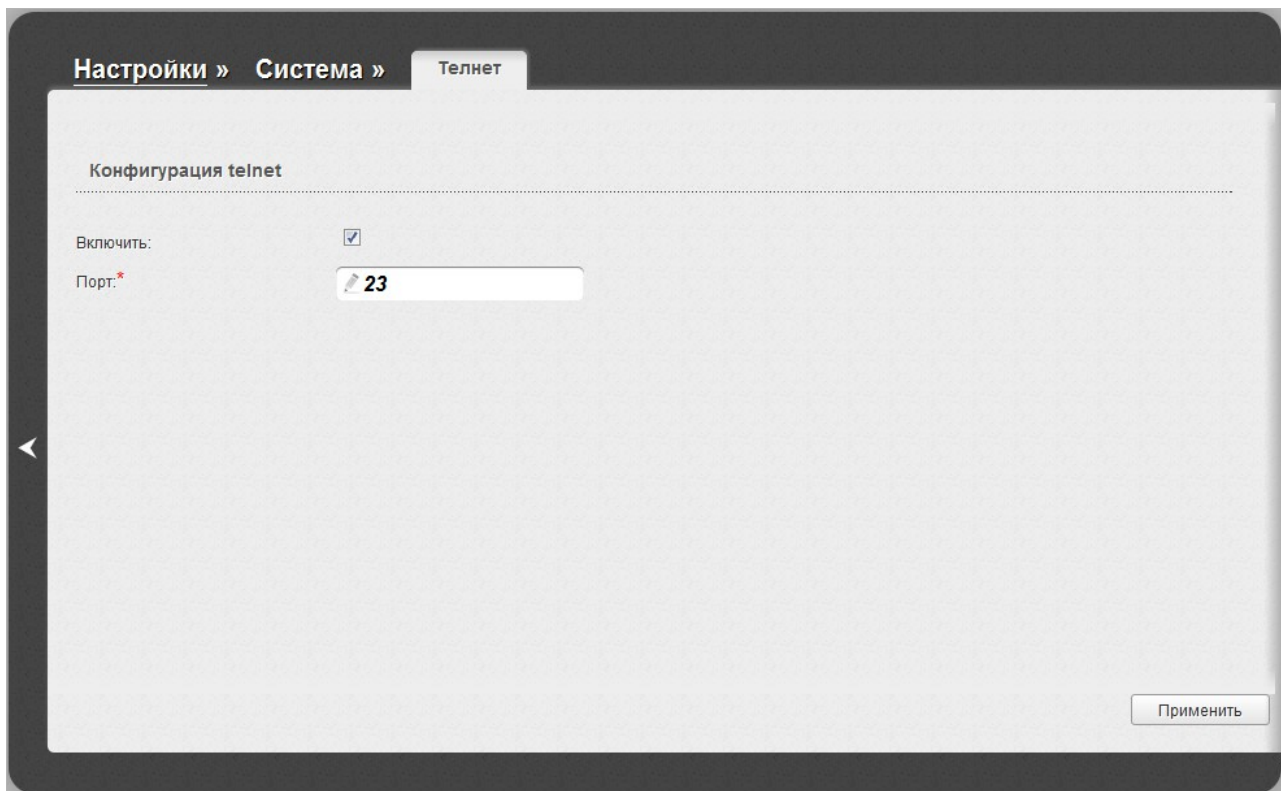 Настройки » Система » Телнет
Конфигурация telnet
Включить:
Порт:* 23
Применить